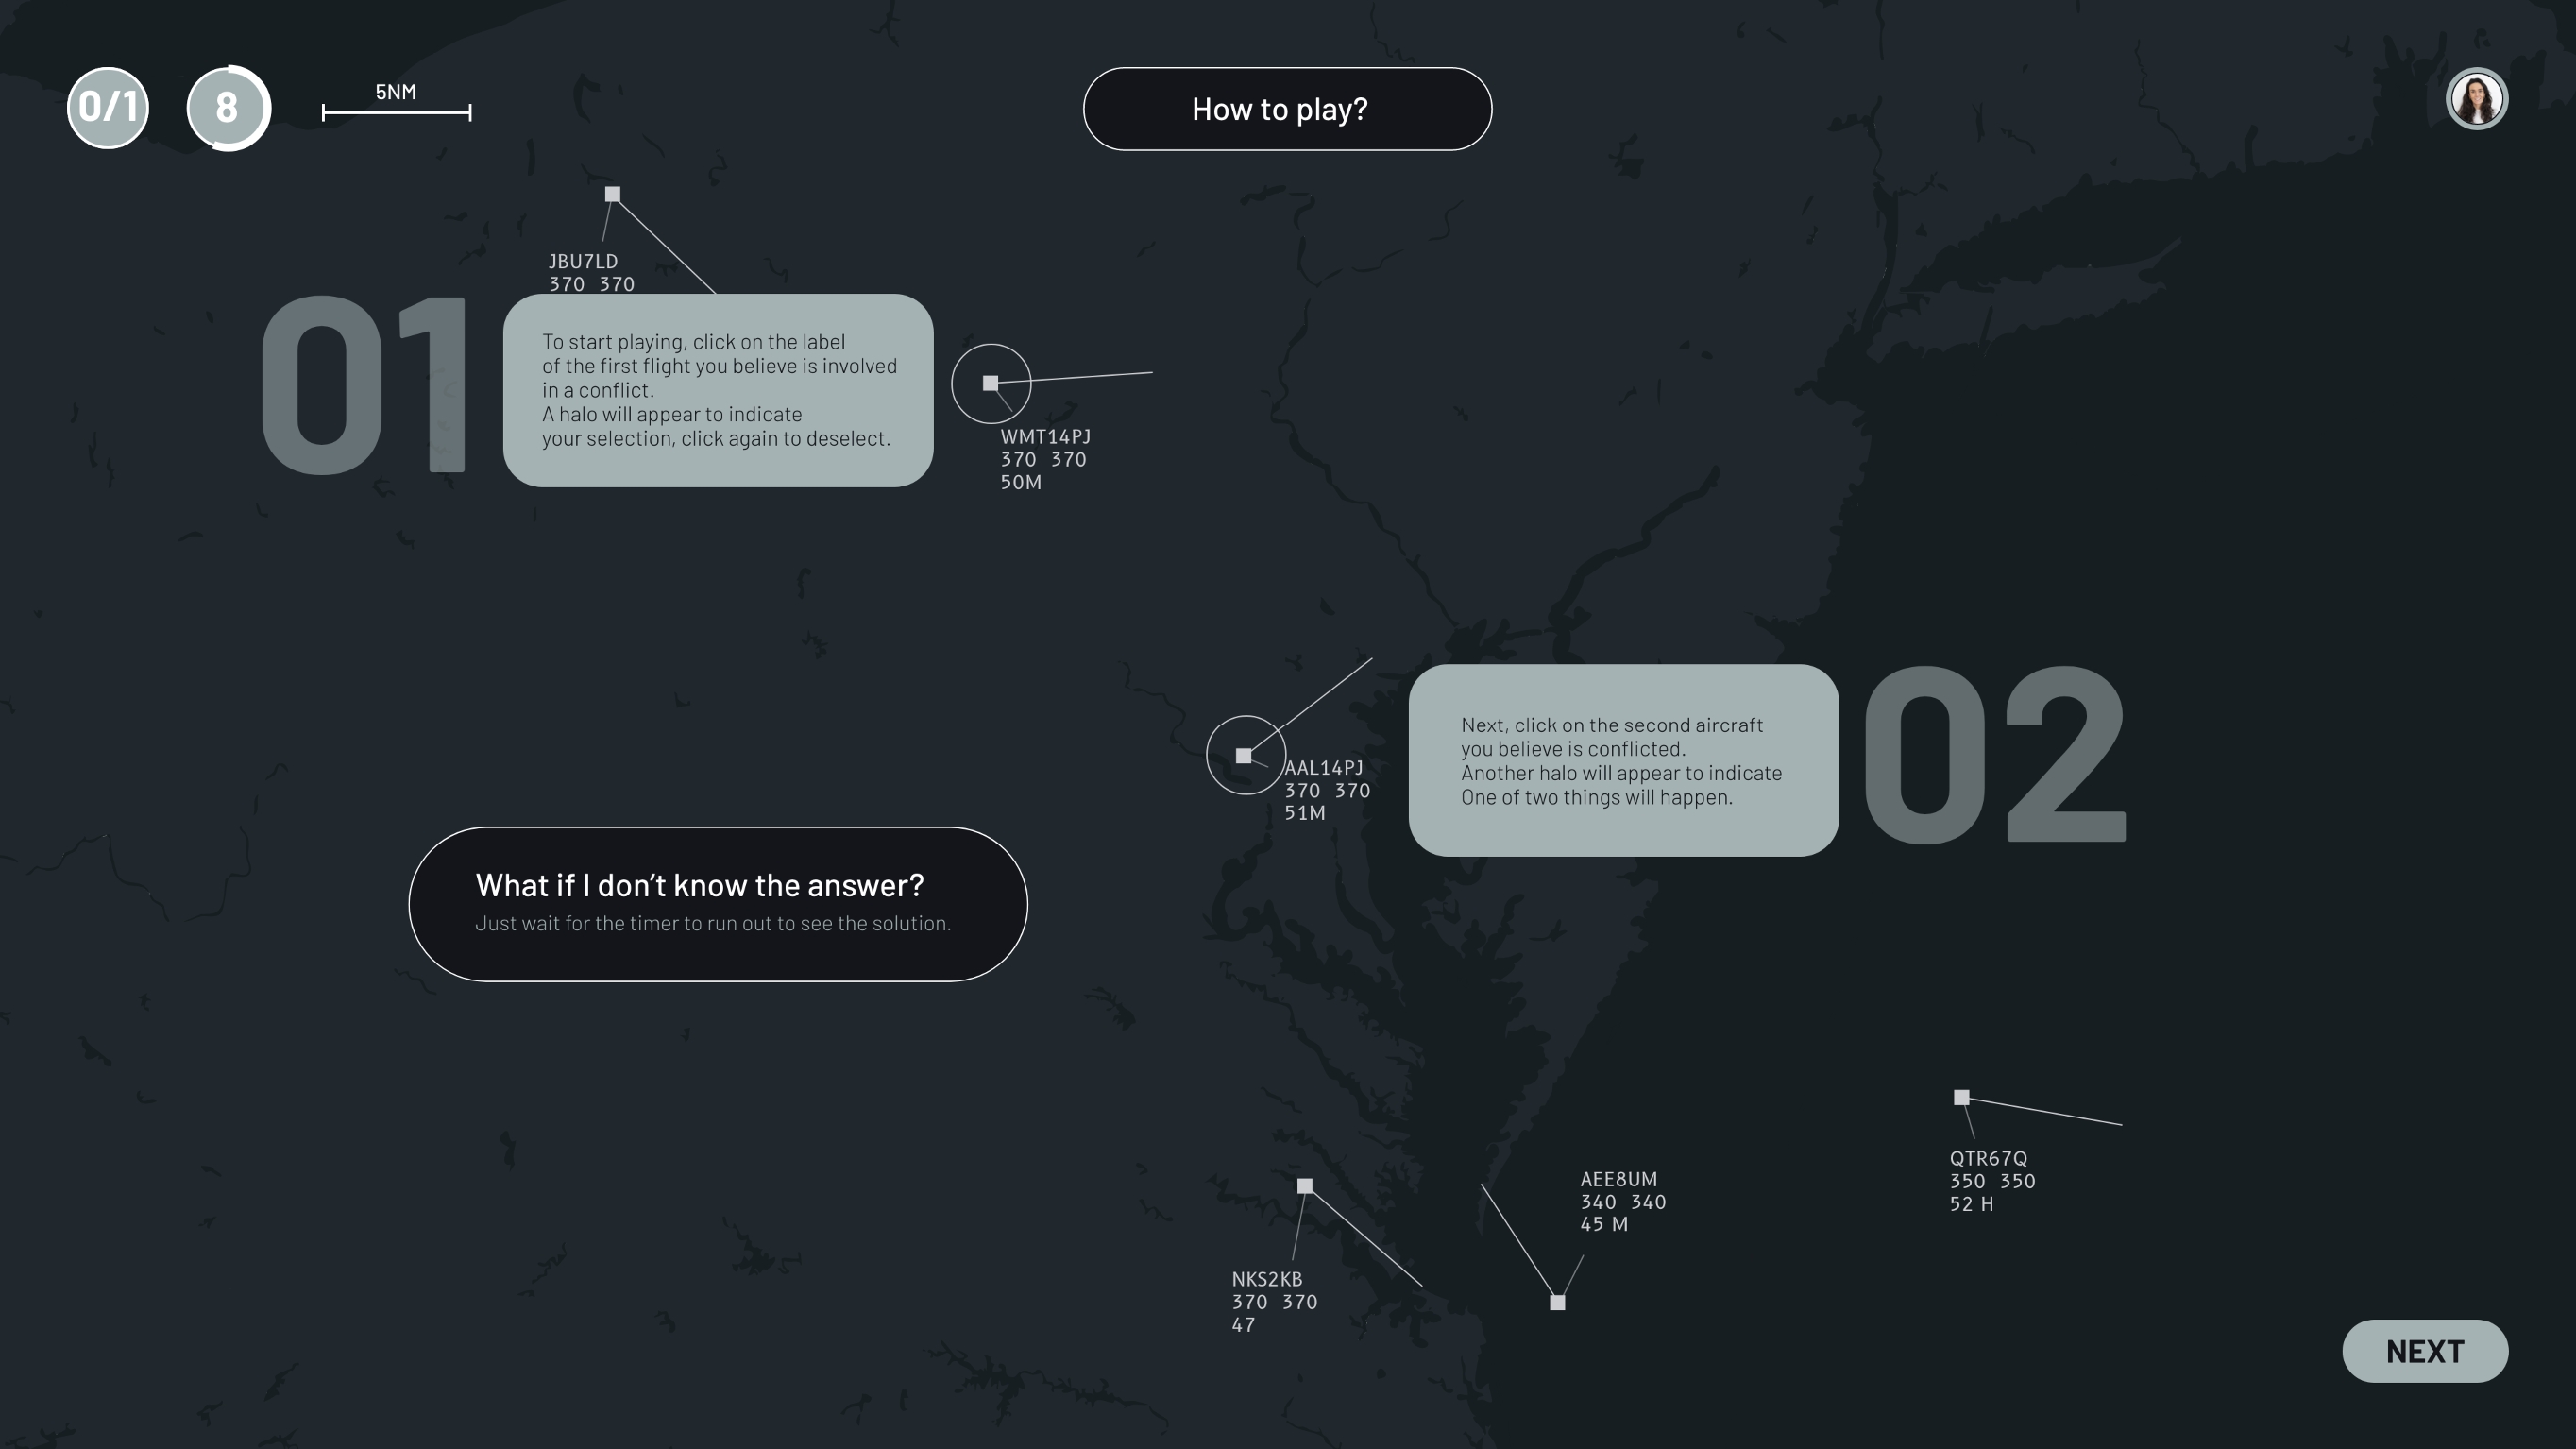 0/1
8
5NM
How to play?
JBU7LD
370 370
01
To start playing, click on the label
of the first flight you believe is involved
in a conflict.
A halo will appear to indicate
your selection, click again to deselect.
WMT14PJ
370 370
50M
AAL14PJ
370 370
51M
Next, click on the second aircraft
you believe is conflicted.
Another halo will appear to indicate
One of two things will happen.
02
What if I don’t know the answer?
Just wait for the timer to run out to see the solution.
QTR67Q
350 350
52 H
AEE8UM
340 340
45 M
NKS2KB
370 370
47
NEXT